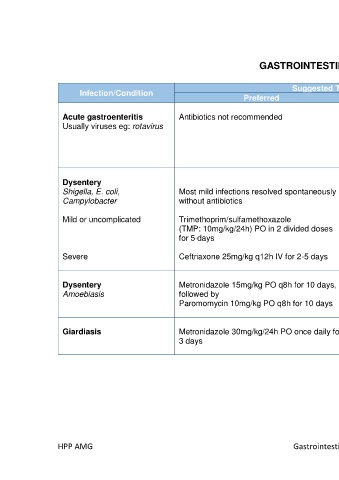 GASTROINTESTI
Infection/Condition
Suggested T
Preferred
Acute gastroenteritis
Usually viruses eg: rotavirus
Antibiotics not recommended
Dysentery
Shigella, E. coli,
Campylobacter
Most mild infections resolved spontaneously
without antibiotics
Mild or uncomplicated
Trimethoprim/sulfamethoxazole
(TMP: 10mg/kg/24h) PO in 2 divided doses
for 5 days
Severe
Ceftriaxone 25mg/kg q12h IV for 2-5 days
Dysentery
Amoebiasis
Metronidazole 15mg/kg PO q8h for 10 days,
followed by
Paromomycin 10mg/kg PO q8h for 10 days
Giardiasis
Metronidazole 30mg/kg/24h PO once daily fo
3 days
HPP AMG
Gastrointesti